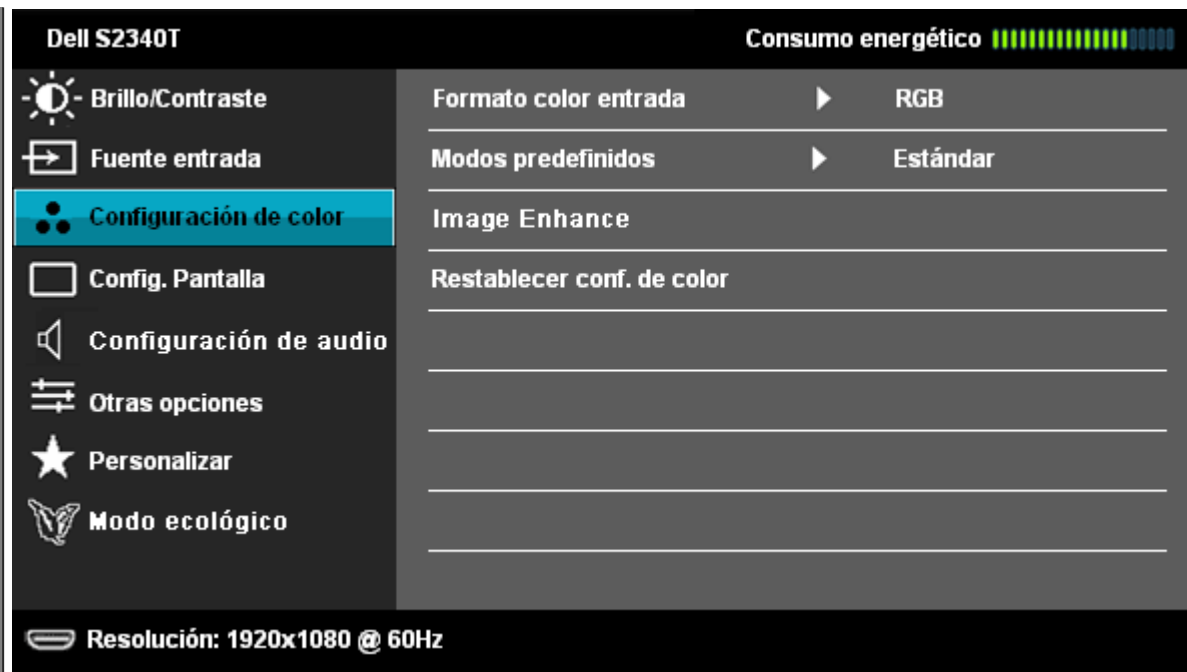 Dell S2340T Consumo energético
Brillo/Contraste Formato color entrada RGB
Fuente entrada Modos predefinidos Estándar
Configuración de color Image Enhance
Config. Pantalla Restablecer conf. de color
Configuración de audio
Otras opciones
Personalizar
Modo ecológico
Resolución: 1920x1080 @ 60Hz